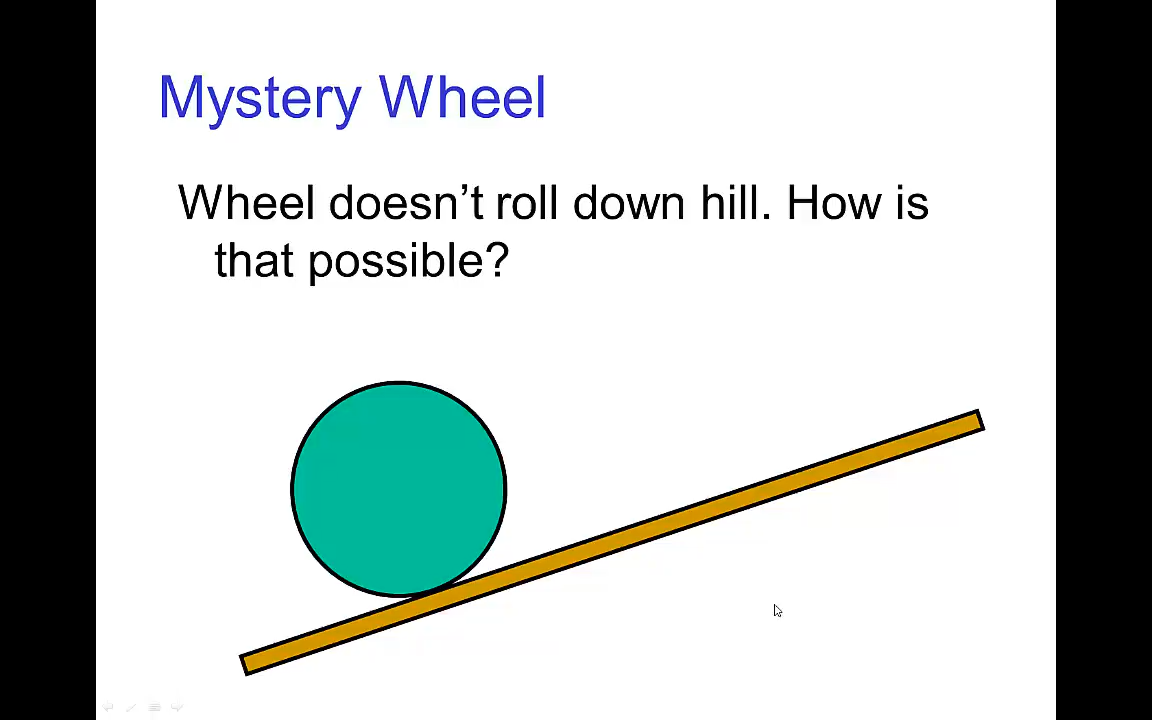 Mystery Wheel
Wheel doesn’t roll down hill. How is
that possible?